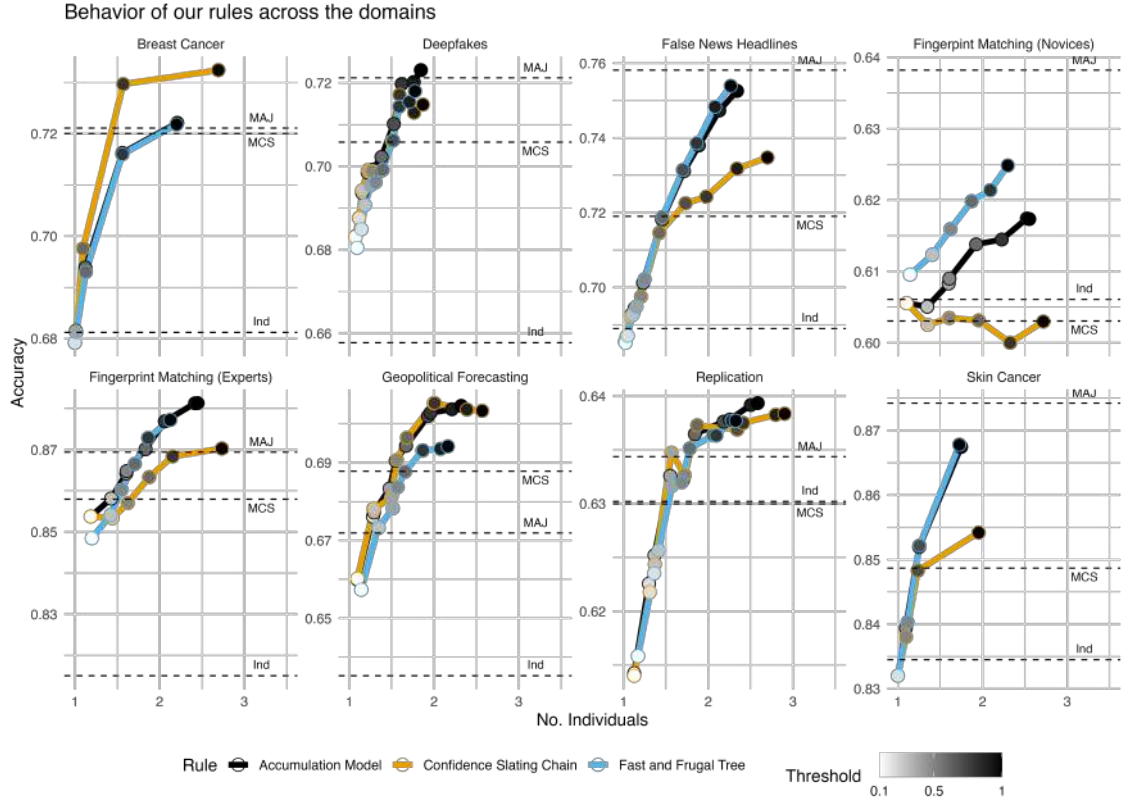 Behavior of our rules across the domains
Breast Cancer
Deepfakes
False News Headlines
Fingerpint Matching (Novices)
0.72
0.70
0.68
MAJ
MCS
Ind
0.72
0.70
0.68
0.66
MAJ
MCS
Ind
0.76
0.74
0.72
0.70
MAJ
MCS
Ind
0.64
0.63
0.62
0.61
0.60
MAJ
Ind
MCS
Accuracy
Fingerprint Matching (Experts)
Geopolitical Forecasting
Replication
Skin Cancer
0.87
0.85
0.83
MAJ
MCS
Ind
1 2 3
0.69
0.67
0.65
MCS
MAJ
Ind
1 2 3
0.64
0.63
0.62
MAJ
Ind
MCS
1 2 3
0.87
0.86
0.85
0.84
0.83
MAJ
MCS
Ind
1 2 3
No. Individuals
Rule Accumulation Model Confidence Slating Chain Fast and Frugal Tree
Threshold
0.1 0.5 1